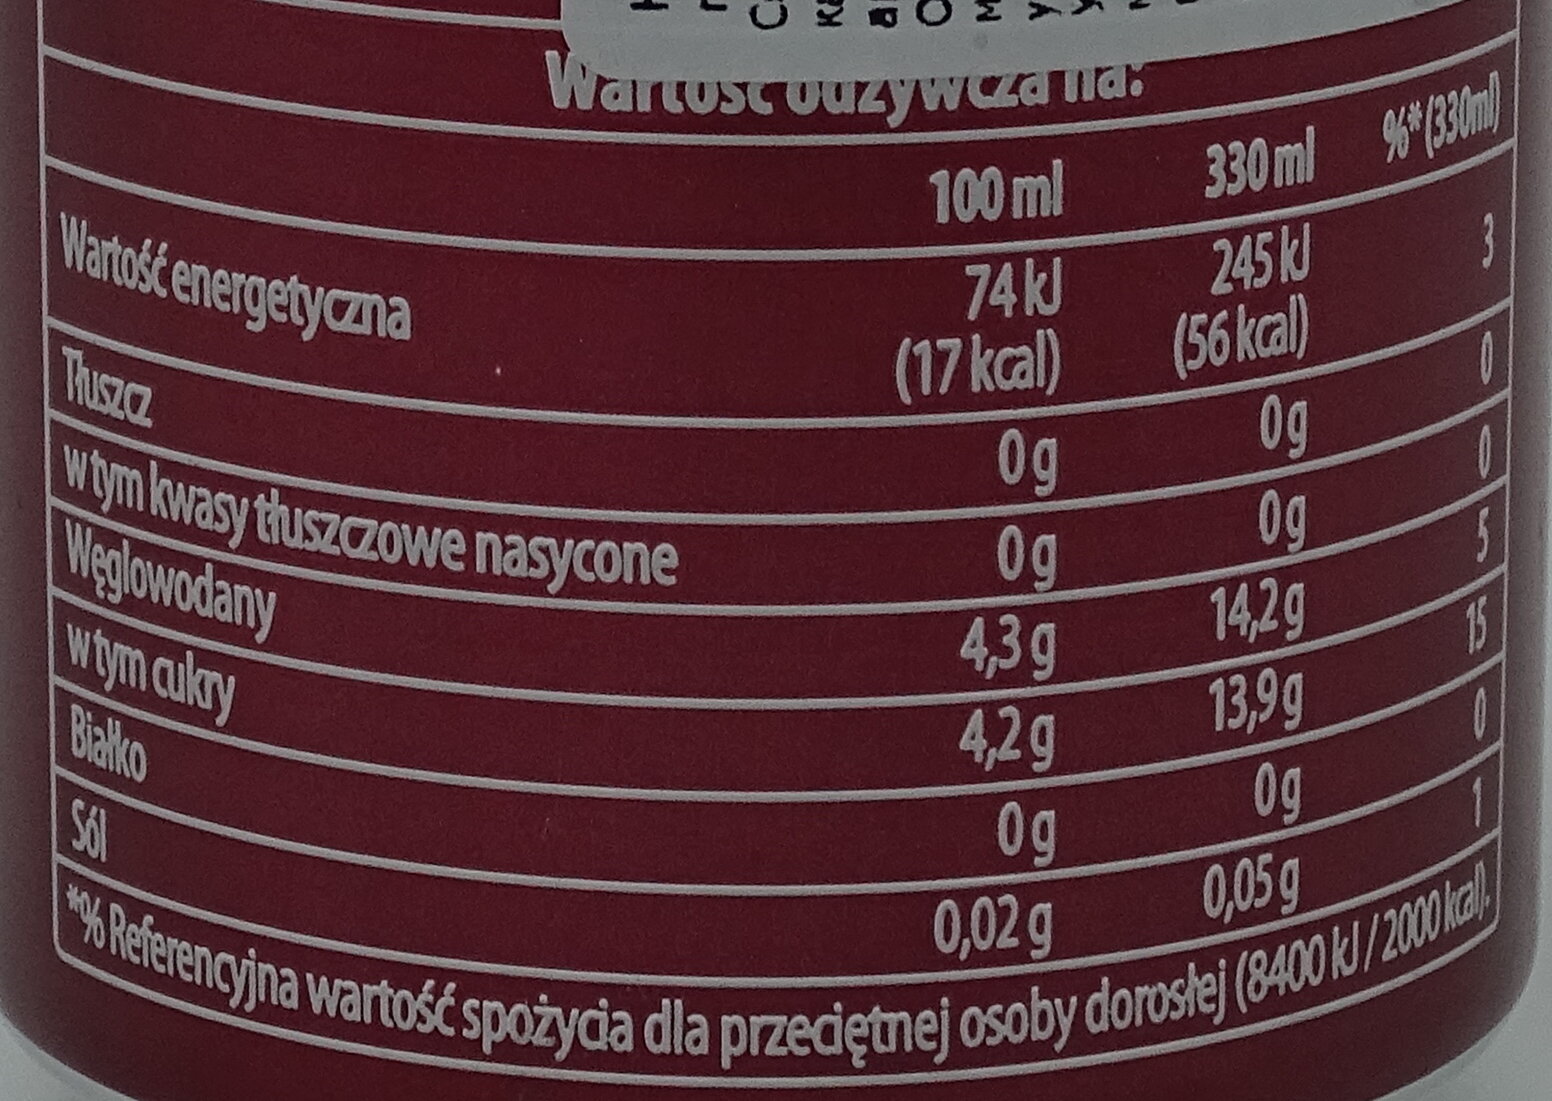 Wartość odżywcza na:
100 ml 330 ml %* (330ml)
Wartość energetyczna 74 kJ 245 kJ 3
(17 kcal) (56 kcal)
Tłuszcz 0 g 0 g 0
w tym kwasy tłuszczowe nasycone 0 g 0 g 0
Węglowodany 4,3 g 14,2 g 5
w tym cukry 4,2 g 13,9 g 15
Białko 0 g 0 g 0
Sól 0,02 g 0,05 g 1
*% Referencyjna wartość spożycia dla przeciętnej osoby dorosłej (8400 kJ / 2000 kcal).